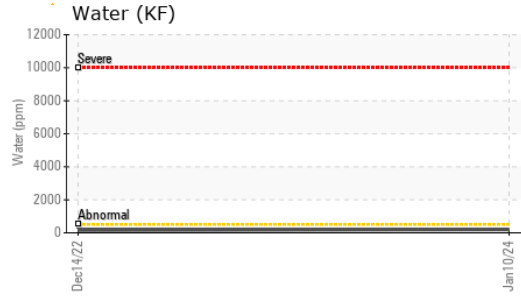 Water (KF)
12000
Severe
10000
8000
6000
4000
2000
Abnormal
0
Water (ppm)
Dec14/22
Jan10/24